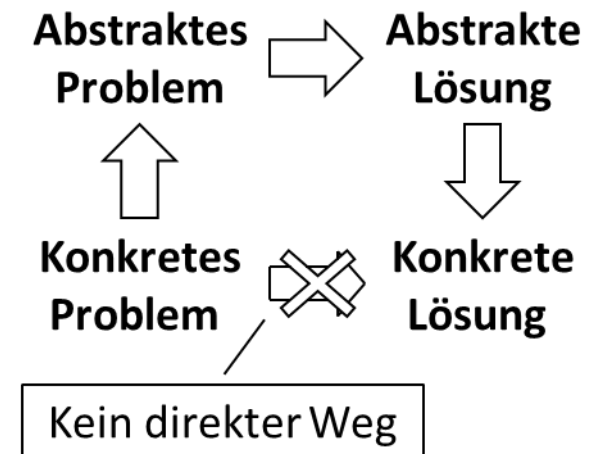 Abstraktes
Problem
Abstrakte
Lösung
Konkretes
Problem
Konkrete
Lösung
Kein direkter Weg